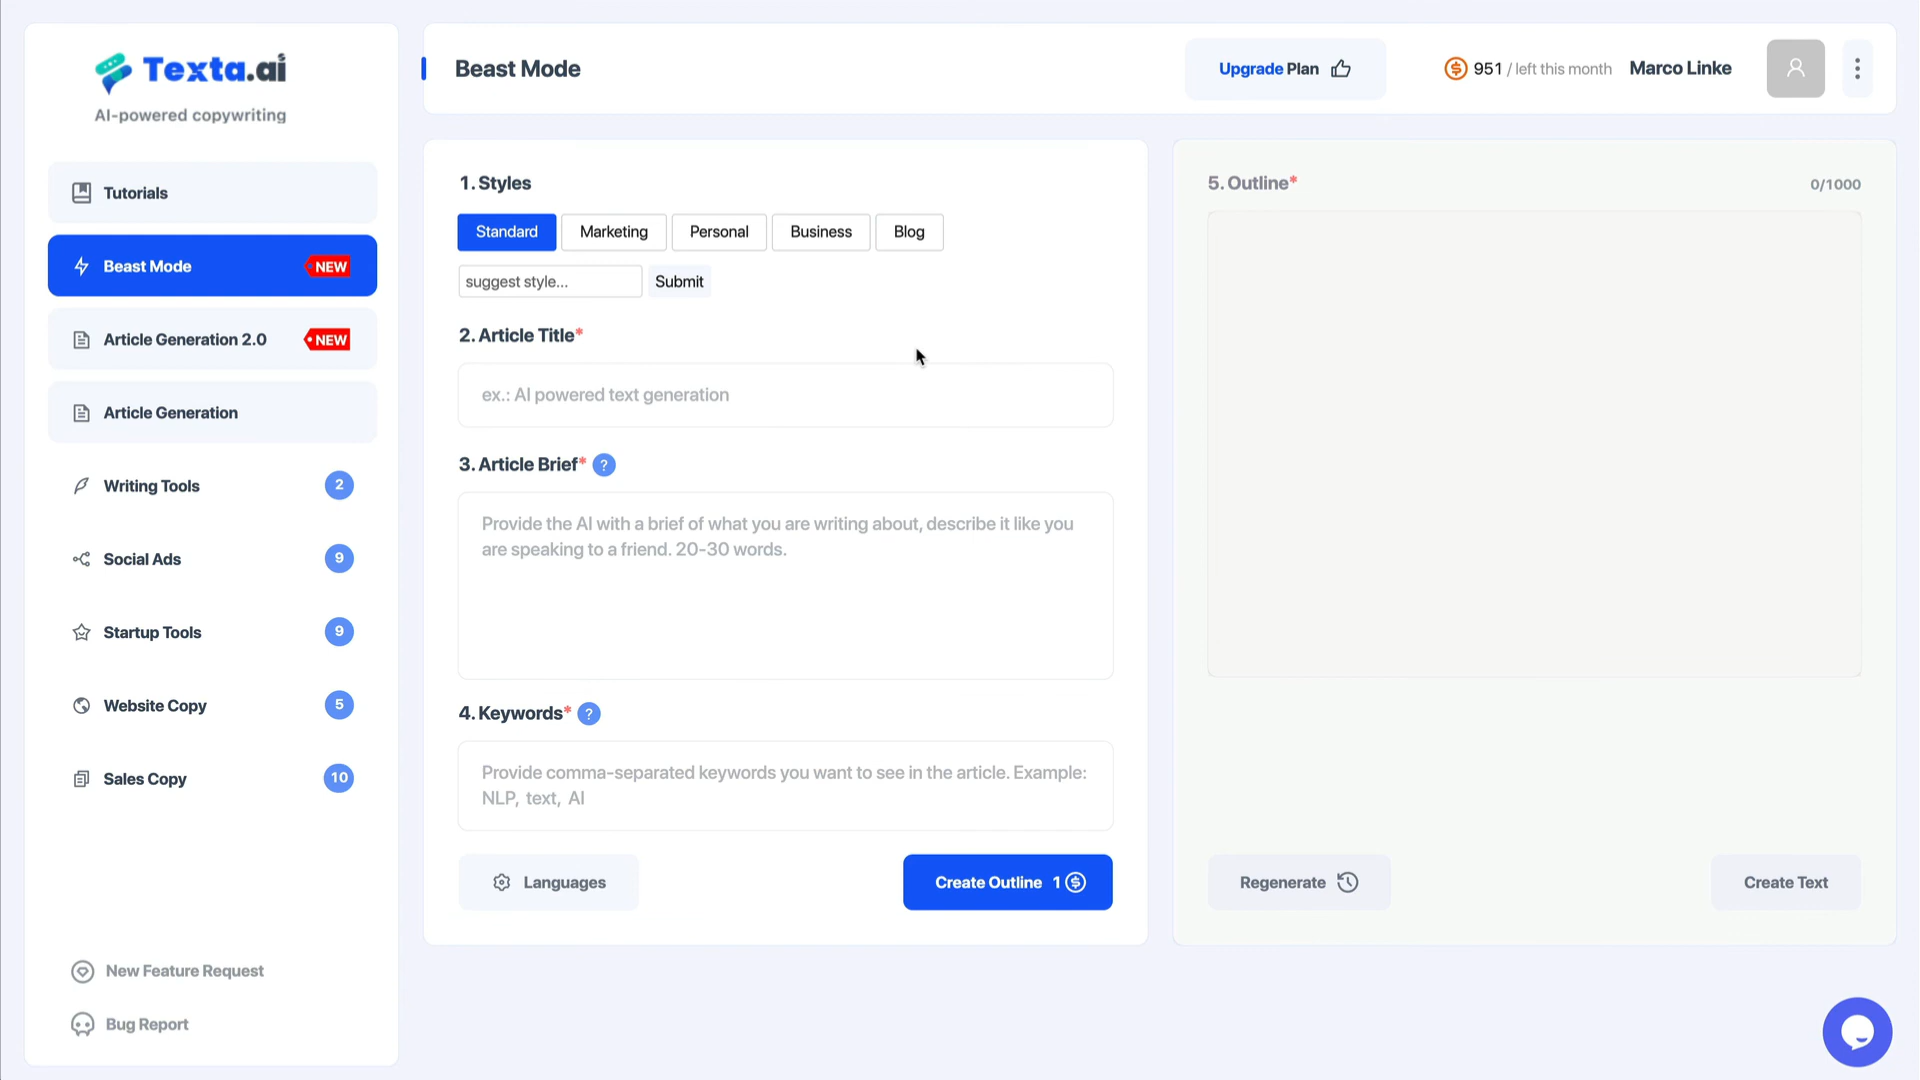 Texta.ai
AI-powered copywriting
Tutorials
Beast Mode NEW
Article Generation 2.0 NEW
Article Generation
Writing Tools 2
Social Ads 9
Startup Tools 9
Website Copy 5
Sales Copy 10
New Feature Request
Bug Report
Beast Mode
Upgrade Plan
951 / left this month
Marco Linke
1. Styles
Standard Marketing Personal Business Blog
suggest style... Submit
2. Article Title*
ex.: AI powered text generation
3. Article Brief* ?
Provide the AI with a brief of what you are writing about, describe it like you
are speaking to a friend. 20-30 words.
4. Keywords* ?
Provide comma-separated keywords you want to see in the article. Example:
NLP, text, AI
Languages
Create Outline 1
5. Outline* 0/1000
Regenerate
Create Text